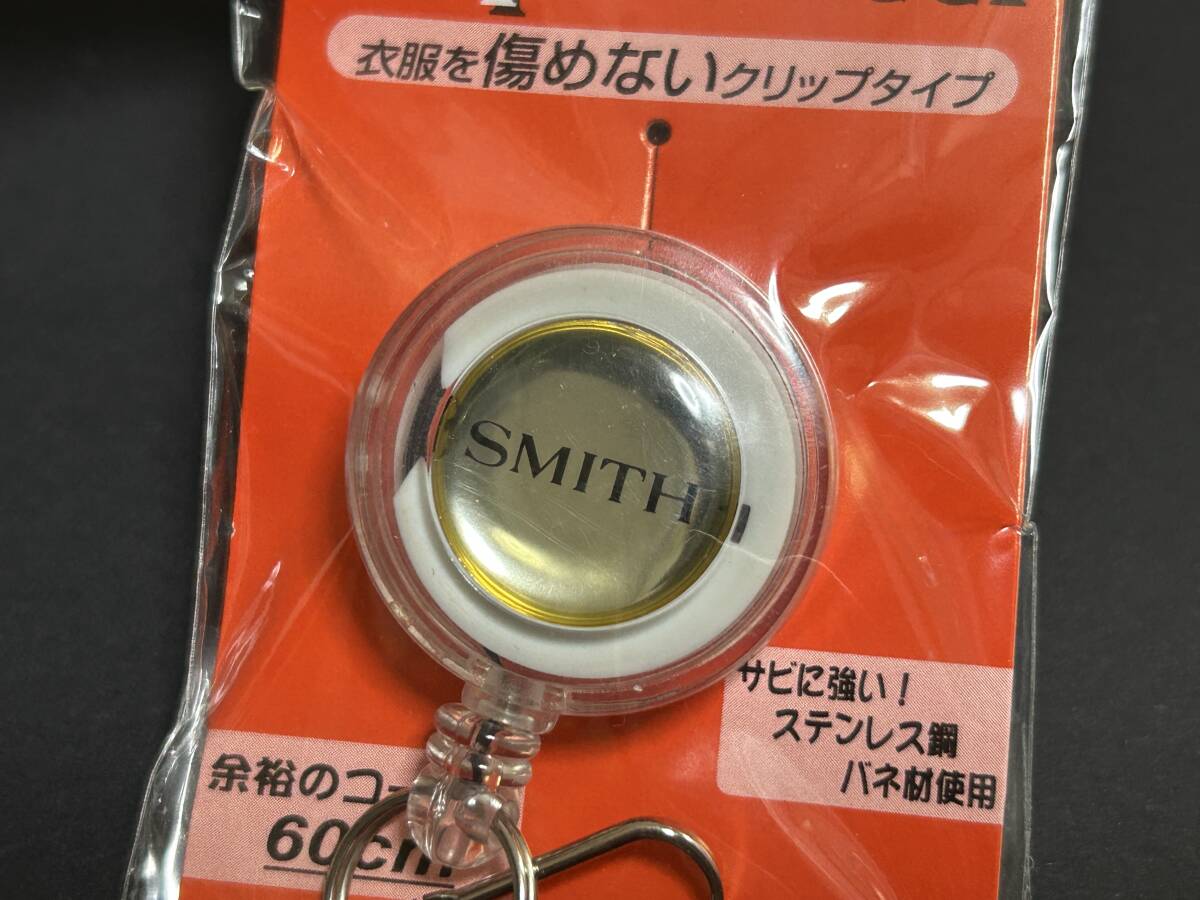 衣服を傷めないクリップタイプ
SMITH
サビに強い！
ステンレス鋼
バネ材使用
余裕のコー
60cm